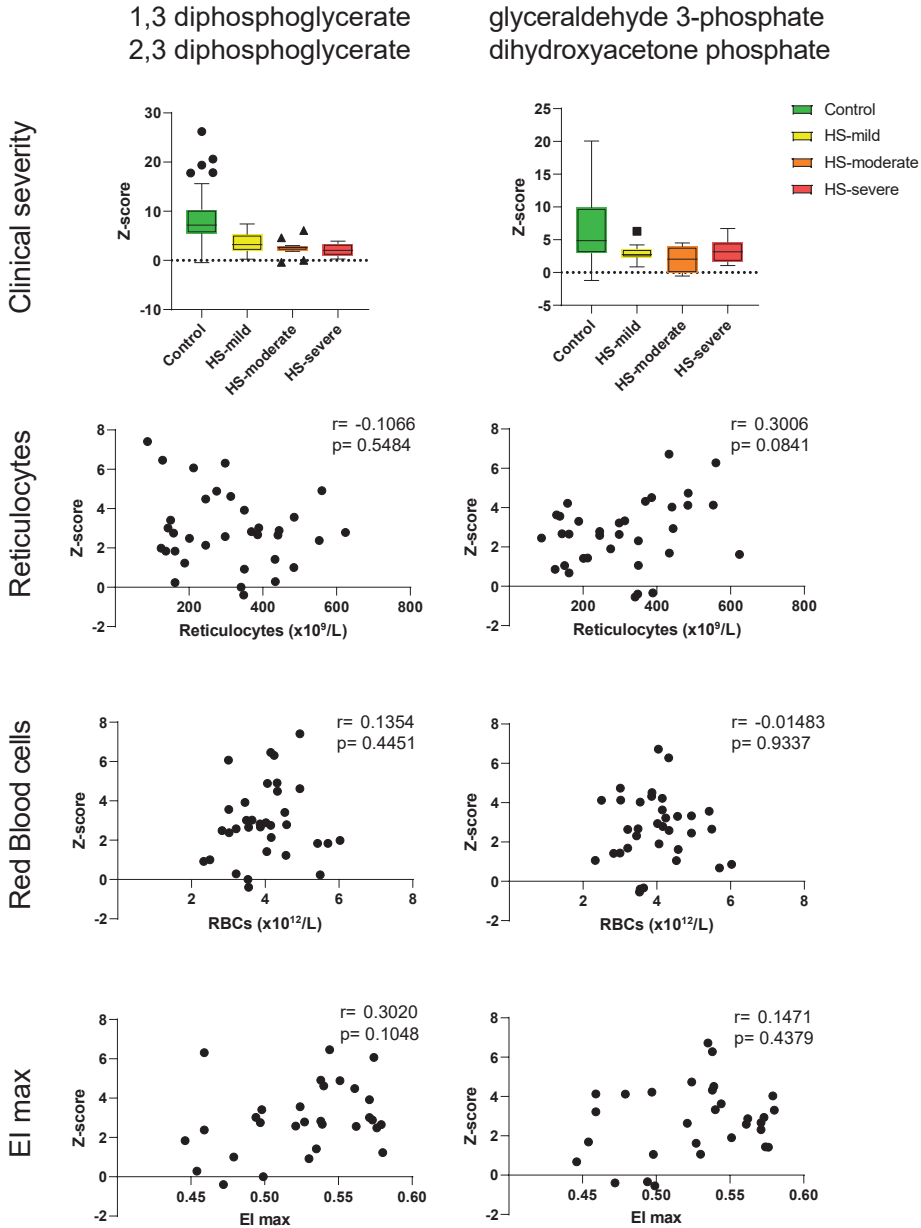 1,3 diphosphoglycerate
2,3 diphosphoglycerate
glyceraldehyde 3-phosphate
dihydroxyacetone phosphate
Clinical severity
Z-score
30
20
10
0
-10
Control
HS-mild
HS-moderate
HS-severe
Z-score
25
20
15
10
5
0
-5
Control
HS-mild
HS-moderate
HS-severe
Control
HS-mild
HS-moderate
HS-severe
Reticulocytes
Z-score
8
6
4
2
0
-2
200 400 600 800
Reticulocytes (x10⁹/L)
r= -0.1066
p= 0.5484
Z-score
8
6
4
2
0
-2
200 400 600 800
Reticulocytes (x10⁹/L)
r= 0.3006
p= 0.0841
Red Blood cells
Z-score
8
6
4
2
0
-2
2 4 6 8
RBCs (x10¹²/L)
r= 0.1354
p= 0.4451
Z-score
8
6
4
2
0
-2
2 4 6 8
RBCs (x10¹²/L)
r= -0.01483
p= 0.9337
EI max
Z-score
8
6
4
2
0
-2
0.45 0.50 0.55 0.60
EI max
r= 0.3020
p= 0.1048
Z-score
8
6
4
2
0
-2
0.45 0.50 0.55 0.60
EI max
r= 0.1471
p= 0.4379